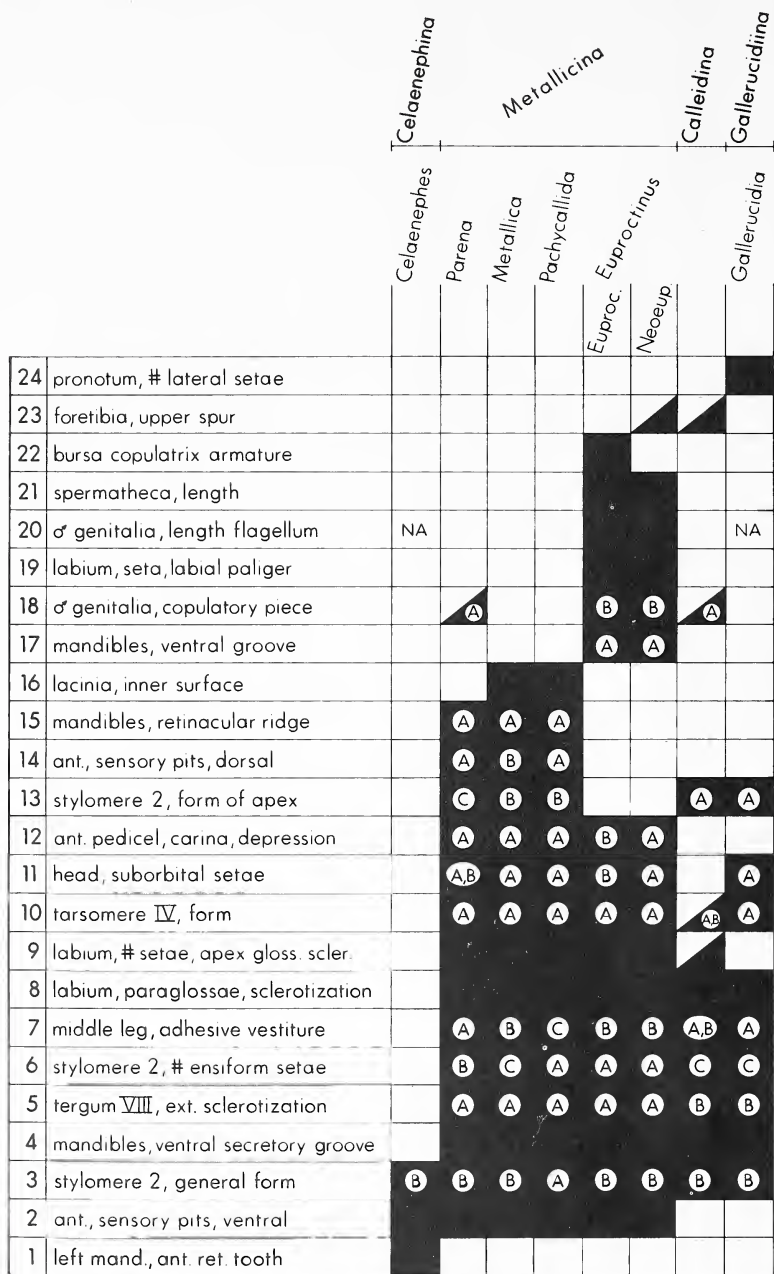 Celaenephina
Metallicina
Calleidina
Gallerucidiina
Celaenephes
Parena
Metallica
Pachycallida
Euproctinus
Euproc.
Neoeup.
Gallerucidia
24 pronotum, # lateral setae
23 foretibia, upper spur
22 bursa copulatrix armature
21 spermatheca, length
20 ♂ genitalia, length flagellum NA NA
19 labium, seta, labial paliger
18 ♂ genitalia, copulatory piece A B B A
17 mandibles, ventral groove A A
16 lacinia, inner surface
15 mandibles, retinacular ridge A A A
14 ant., sensory pits, dorsal A B A
13 stylomere 2, form of apex C B B A A
12 ant. pedicel, carina, depression A A A B A
11 head, suborbital setae A,B A A B A A
10 tarsomere IV, form A A A A A A,B A
9 labium, # setae, apex gloss. scler.
8 labium, paraglossae, sclerotization
7 middle leg, adhesive vestiture A B C B B A,B A
6 stylomere 2, # ensiform setae B C A A A C C
5 tergum VIII, ext. sclerotization A A A A A B B
4 mandibles, ventral secretory groove
3 stylomere 2, general form B B B A B B B B
2 ant., sensory pits, ventral
1 left mand., ant. ret. tooth